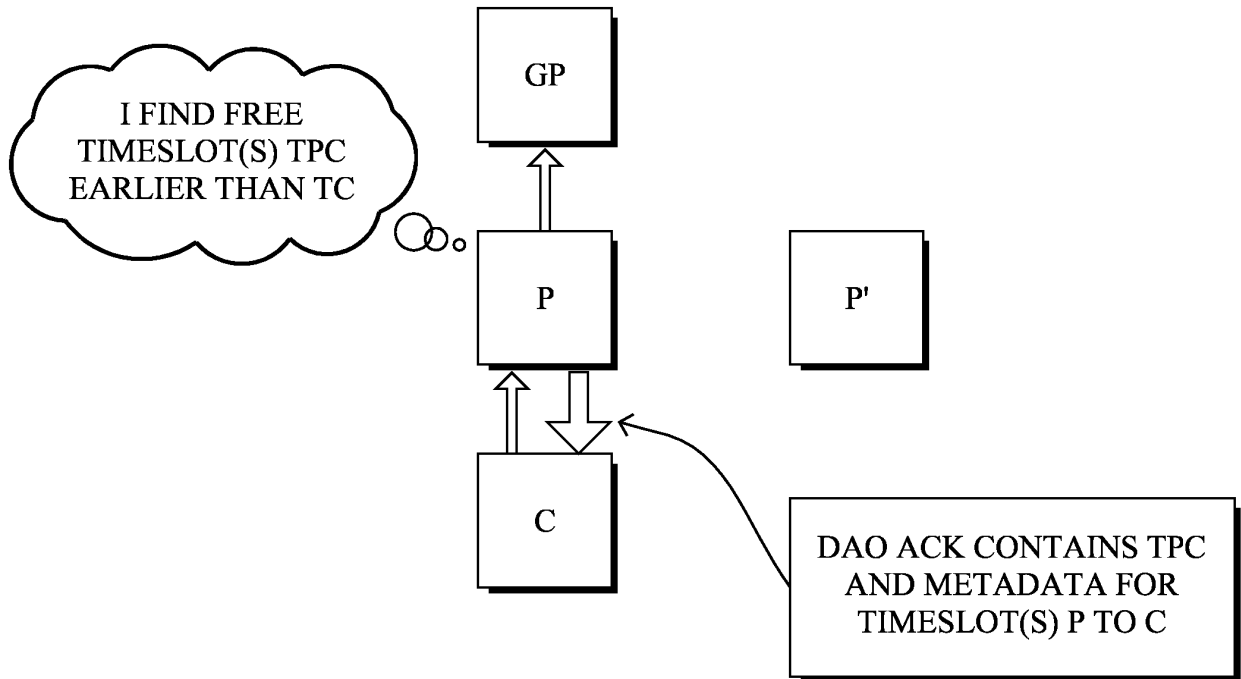 GP
I FIND FREE
TIMESLOT(S) TPC
EARLIER THAN TC
P
P'
C
DAO ACK CONTAINS TPC
AND METADATA FOR
TIMESLOT(S) P TO C